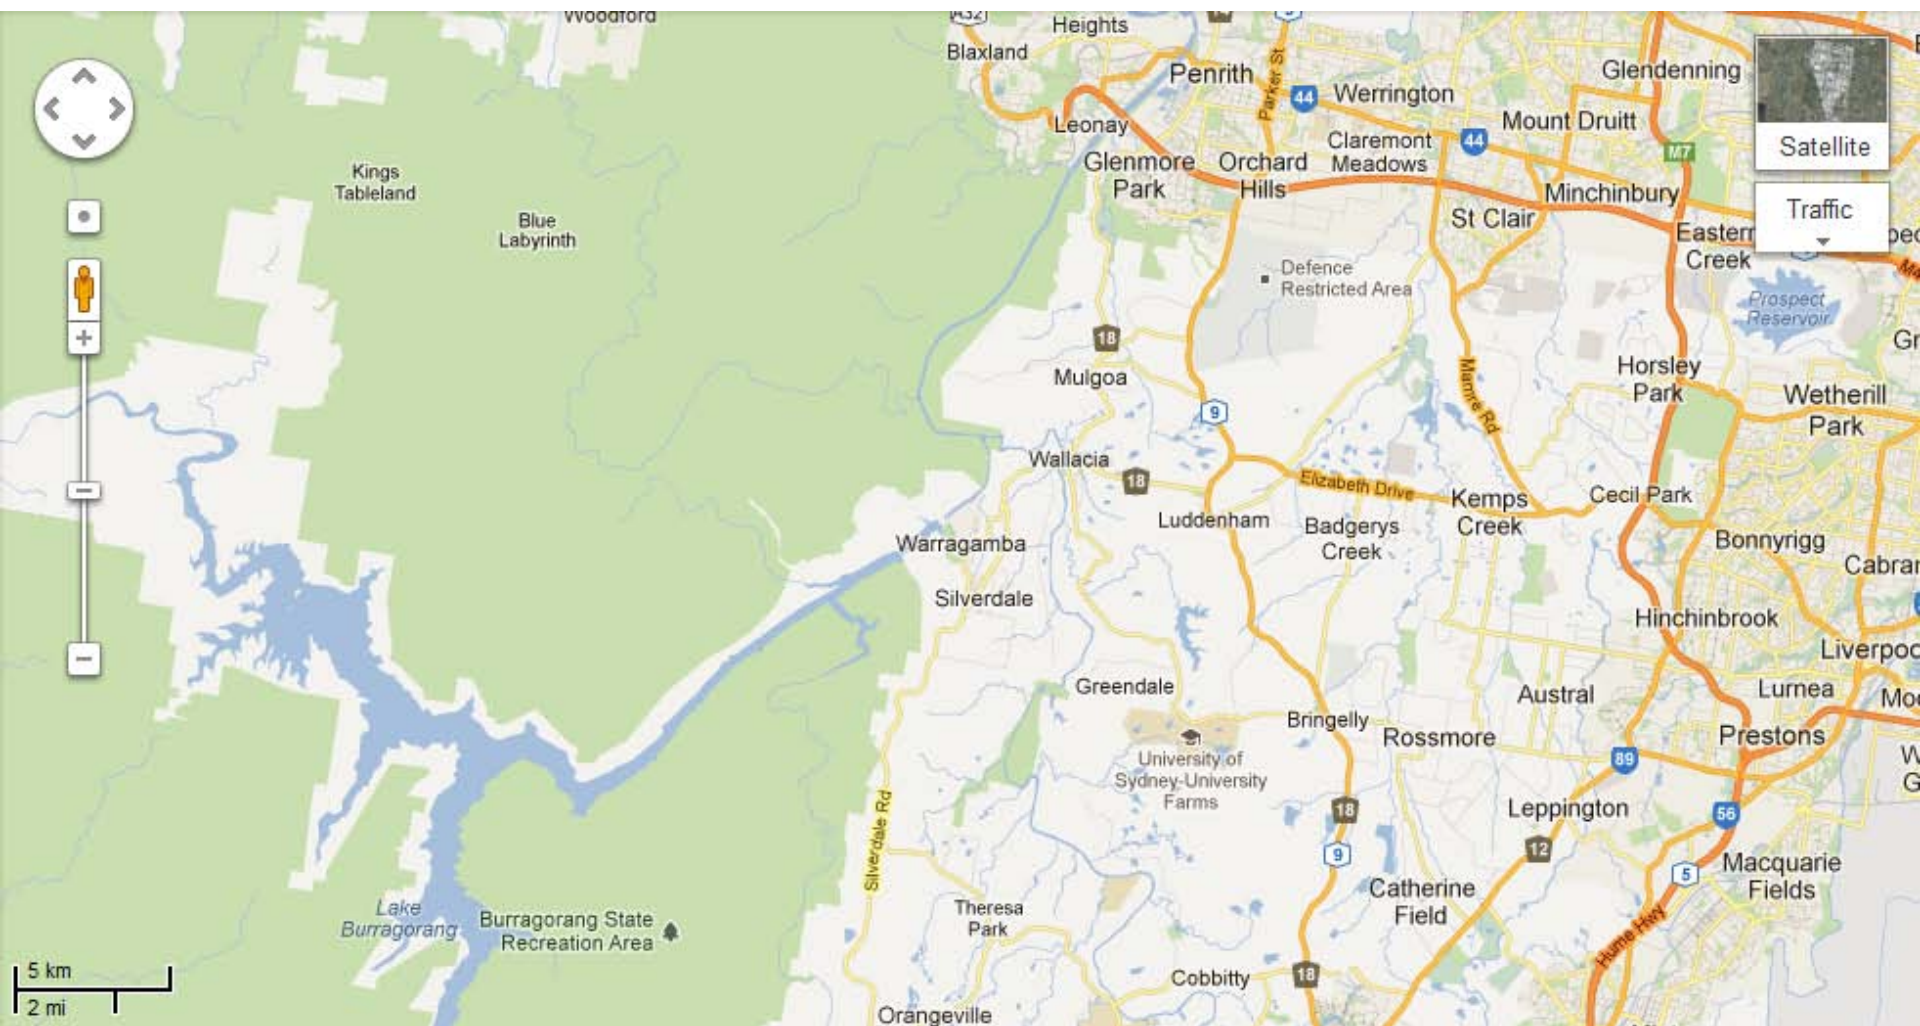 Woodford
A32
Heights
Blaxland
Penrith
Parker St
44
Werrington
Glendenning
Leonay
Claremont
Meadows
44
Mount Druitt
M7
Satellite
Kings
Tableland
Glenmore
Park
Orchard
Hills
Minchinbury
Traffic
Blue
Labyrinth
St Clair
Eastern
Creek
Defence
Restricted Area
Prospect
Reservoir
18
Mulgoa
9
Mamre Rd
Horsley
Park
Wetherill
Park
Wallacia
18
Elizabeth Drive
Kemps
Creek
Cecil Park
Luddenham
Badgerys
Creek
Warragamba
Bonnyrigg
Cabrar
Silverdale
Hinchinbrook
Liverpoo
Greendale
Austral
Lurnea
Bringelly
Rossmore
Prestons
University of
Sydney-University
Farms
89
Silverdale Rd
18
9
Leppington
56
12
5
Macquarie
Fields
Catherine
Field
Lake
Burragorang
Burragorang State
Recreation Area
Theresa
Park
Hume Hwy
5 km
2 mi
Cobbitty
18
Orangeville